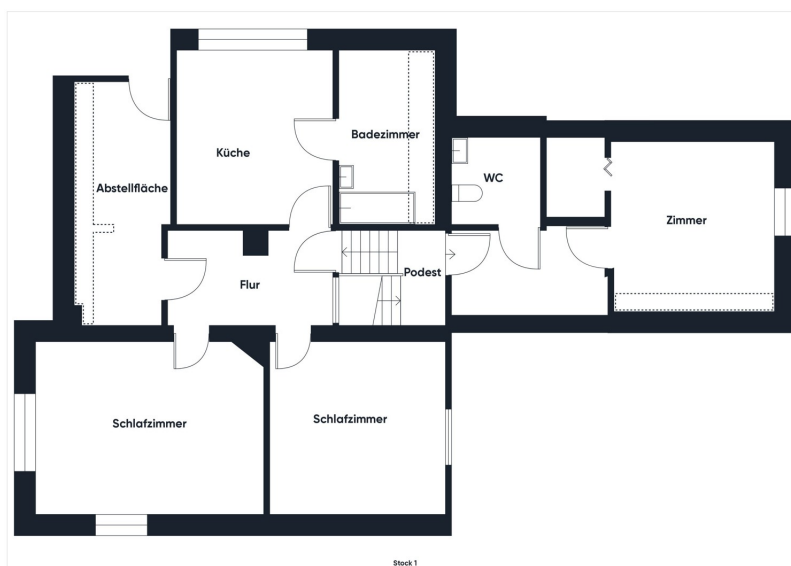 Küche
Badezimmer
Abstellfläche
WC
Zimmer
Podest
Flur
Schlafzimmer
Schlafzimmer
Stock 1